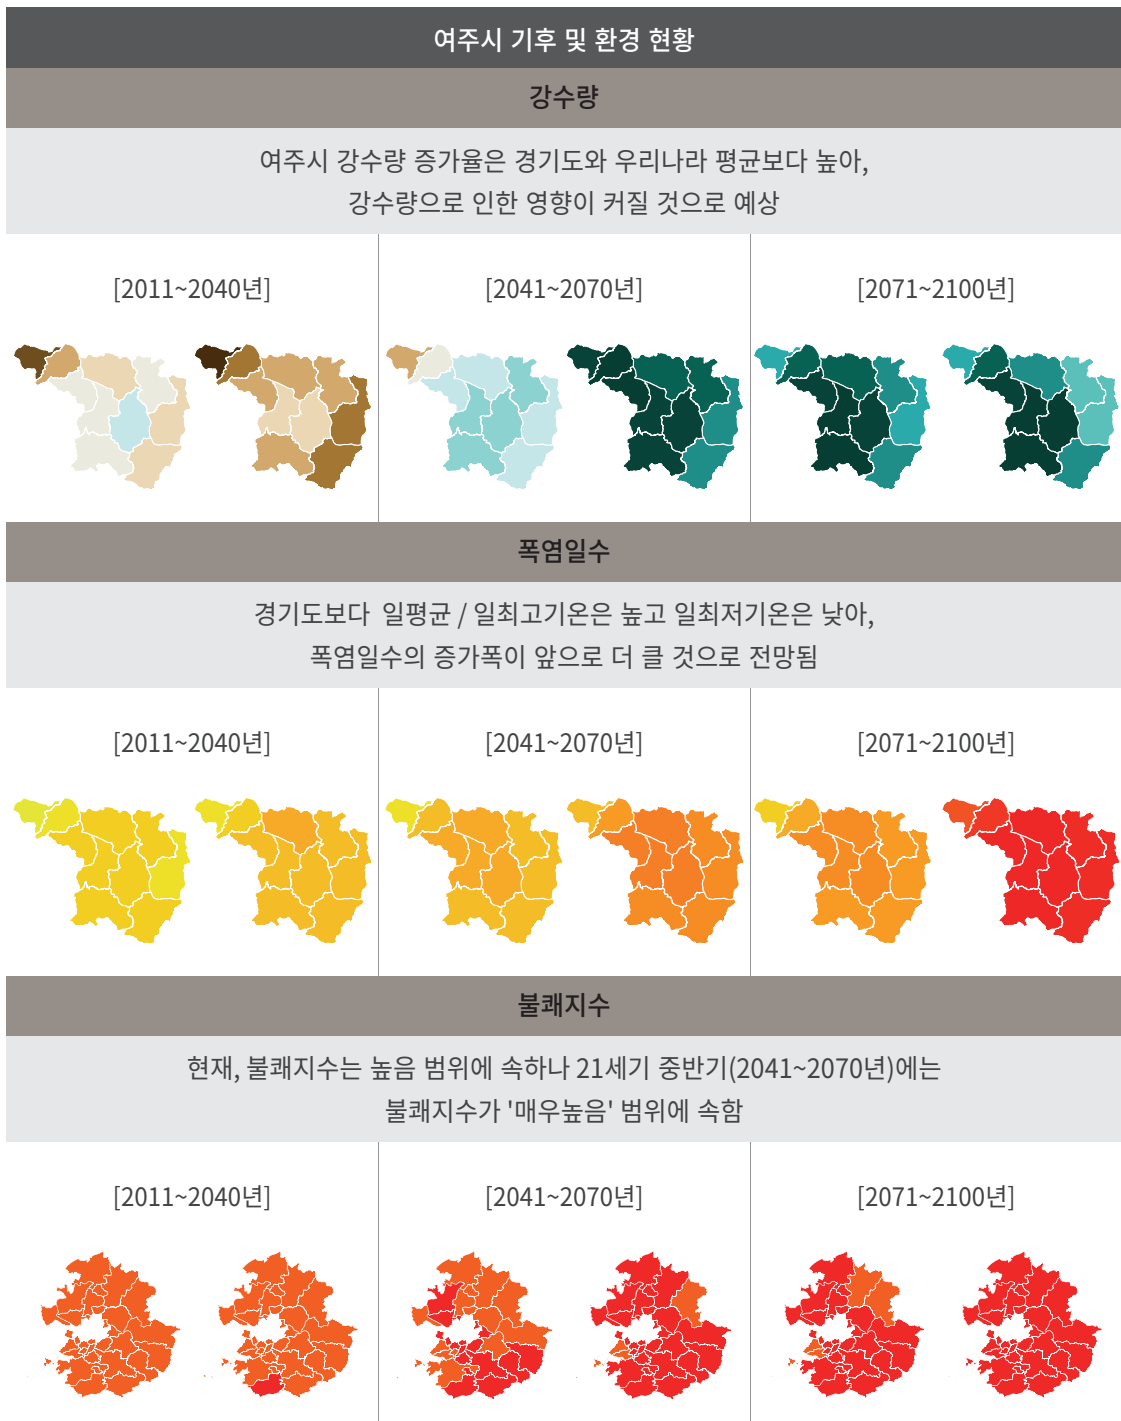 여주시 기후 및 환경 현황
강수량
여주시 강수량 증가율은 경기도와 우리나라 평균보다 높아,
강수량으로 인한 영향이 커질 것으로 예상
[2011~2040년]
[2041~2070년]
[2071~2100년]
폭염일수
경기도보다 일평균 / 일최고기온은 높고 일최저기온은 낮아,
폭염일수의 증가폭이 앞으로 더 클 것으로 전망됨
[2011~2040년]
[2041~2070년]
[2071~2100년]
불쾌지수
현재, 불쾌지수는 높음 범위에 속하나 21세기 중반기(2041~2070년)에는
불쾌지수가 '매우높음' 범위에 속함
[2011~2040년]
[2041~2070년]
[2071~2100년]